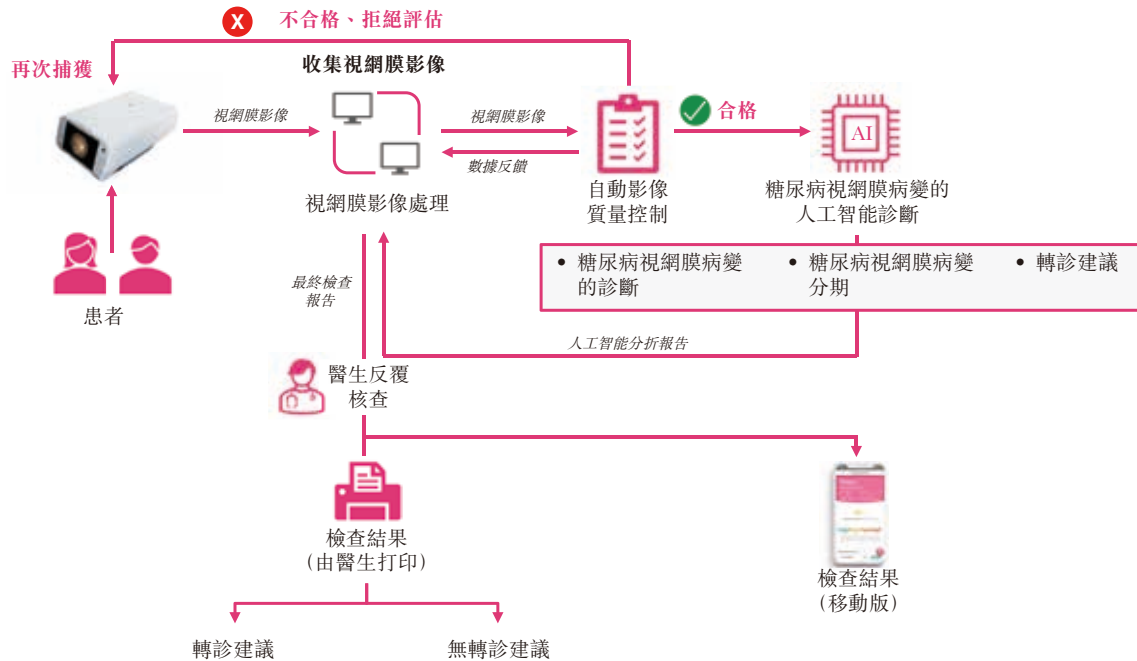 X
不合格、拒絕評估
再次捕獲
收集視網膜影像
視網膜影像
視網膜影像
數據反饋
合格
AI
視網膜影像處理
自動影像
質量控制
糖尿病視網膜病變的
人工智能診斷
患者
• 糖尿病視網膜病變
的診斷
• 糖尿病視網膜病變
分期
• 轉診建議
最終檢查
報告
人工智能分折報告
醫生反覆
核查
檢查結果
(由醫生打印)
檢查結果
(移動版)
轉診建議
無轉診建議